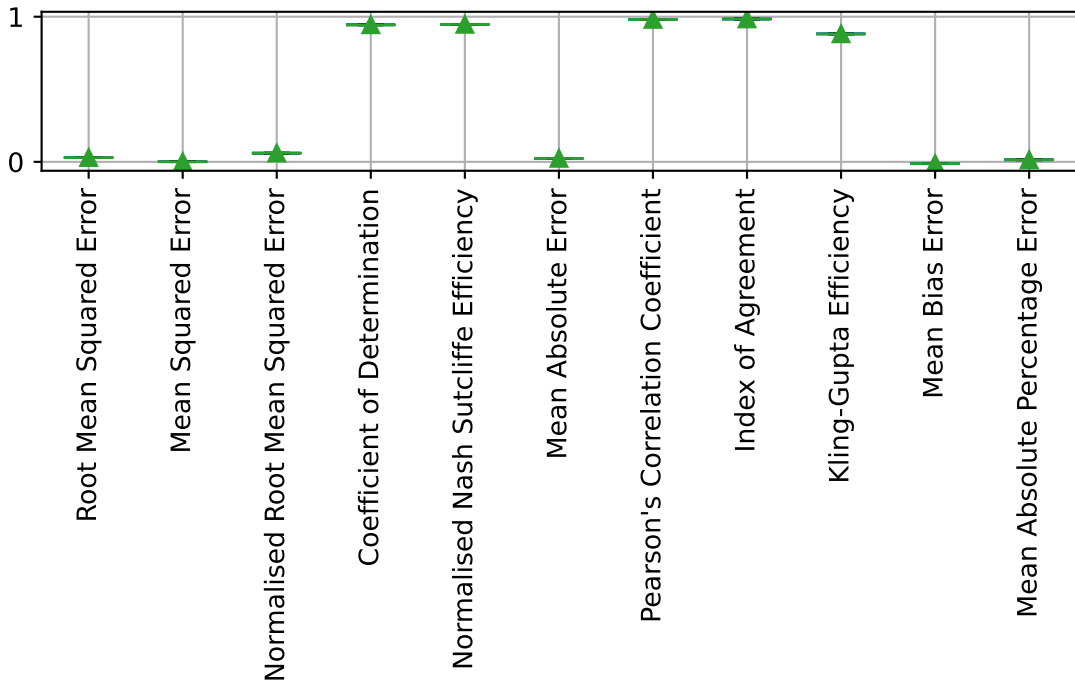 1
0
Root Mean Squared Error
Mean Squared Error
Normalised Root Mean Squared Error
Coefficient of Determination
Normalised Nash Sutcliffe Efficiency
Mean Absolute Error
Pearson's Correlation Coefficient
Index of Agreement
Kling-Gupta Efficiency
Mean Bias Error
Mean Absolute Percentage Error